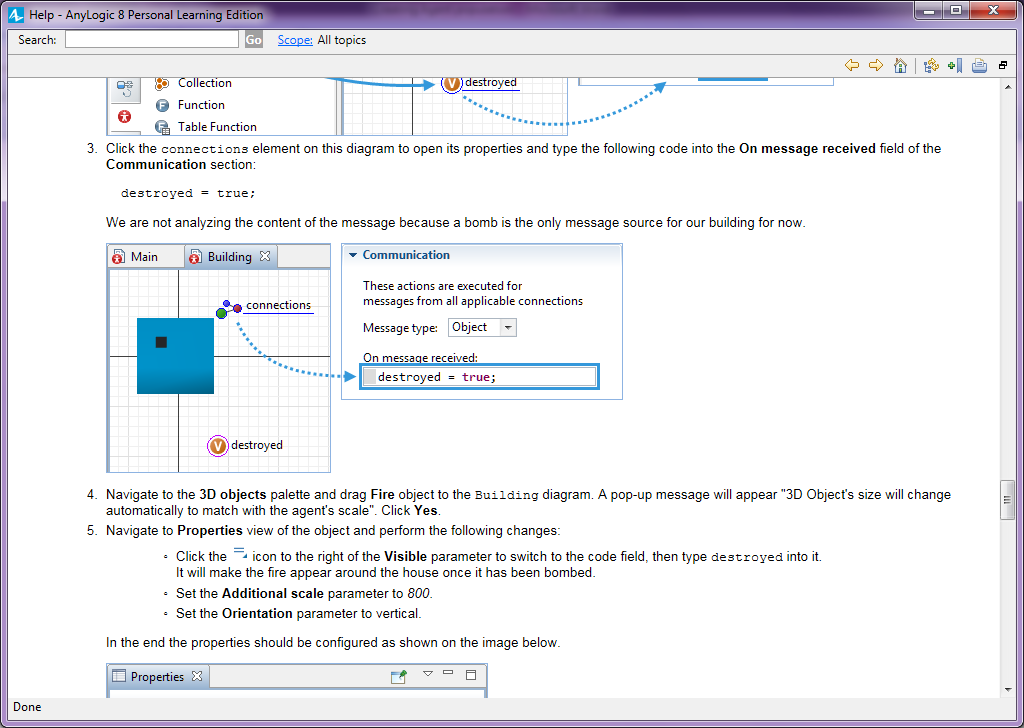 Help - AnyLogic 8 Personal Learning Edition
Search:
Go
Scope: All topics
Collection
Function
Table Function
V destroyed
3. Click the connections element on this diagram to open its properties and type the following code into the On message received field of the
Communication section:
destroyed = true;
We are not analyzing the content of the message because a bomb is the only message source for our building for now.
Main
Building
connections
V destroyed
Communication
These actions are executed for
messages from all applicable connections
Message type: Object
On message received:
destroyed = true;
4. Navigate to the 3D objects palette and drag Fire object to the Building diagram. A pop-up message will appear "3D Object's size will change
automatically to match with the agent's scale". Click Yes.
5. Navigate to Properties view of the object and perform the following changes:
◦ Click the icon to the right of the Visible parameter to switch to the code field, then type destroyed into it.
It will make the fire appear around the house once it has been bombed.
◦ Set the Additional scale parameter to 800.
◦ Set the Orientation parameter to vertical.
In the end the properties should be configured as shown on the image below.
Properties
Done